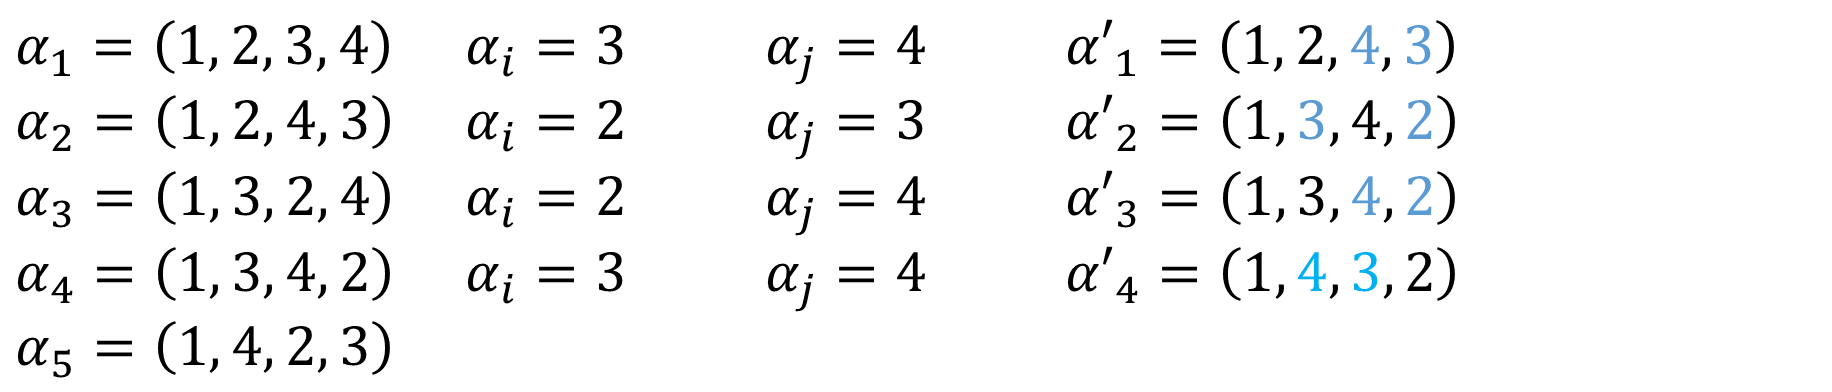 α₁ = (1, 2, 3, 4) αᵢ = 3 αⱼ = 4 α′₁ = (1, 2, 4, 3)
α₂ = (1, 2, 4, 3) αᵢ = 2 αⱼ = 3 α′₂ = (1, 3, 4, 2)
α₃ = (1, 3, 2, 4) αᵢ = 2 αⱼ = 4 α′₃ = (1, 3, 4, 2)
α₄ = (1, 3, 4, 2) αᵢ = 3 αⱼ = 4 α′₄ = (1, 4, 3, 2)
α₅ = (1, 4, 2, 3)